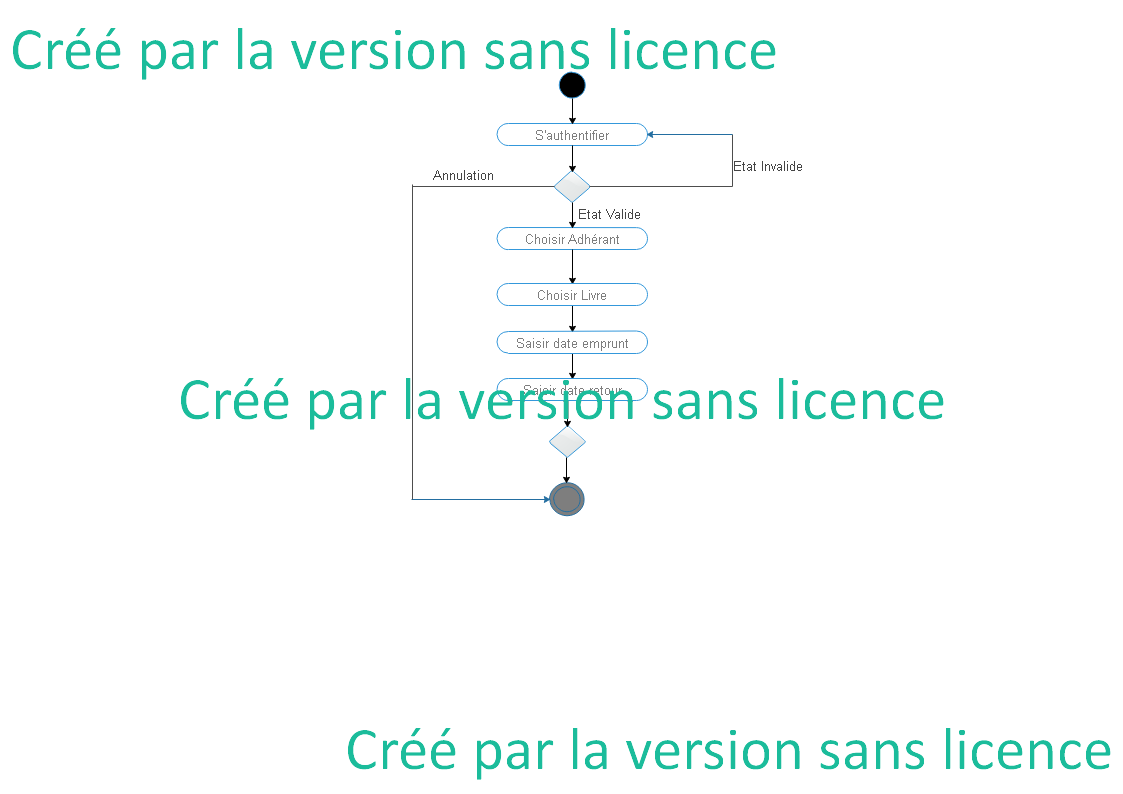 Créé par la version sans licence
S'authentifier
Etat Invalide
Annulation
Etat Valide
Choisir Adhérant
Choisir Livre
Saisir date emprunt
Saisir date retour
Créé par la version sans licence
Créé par la version sans licence